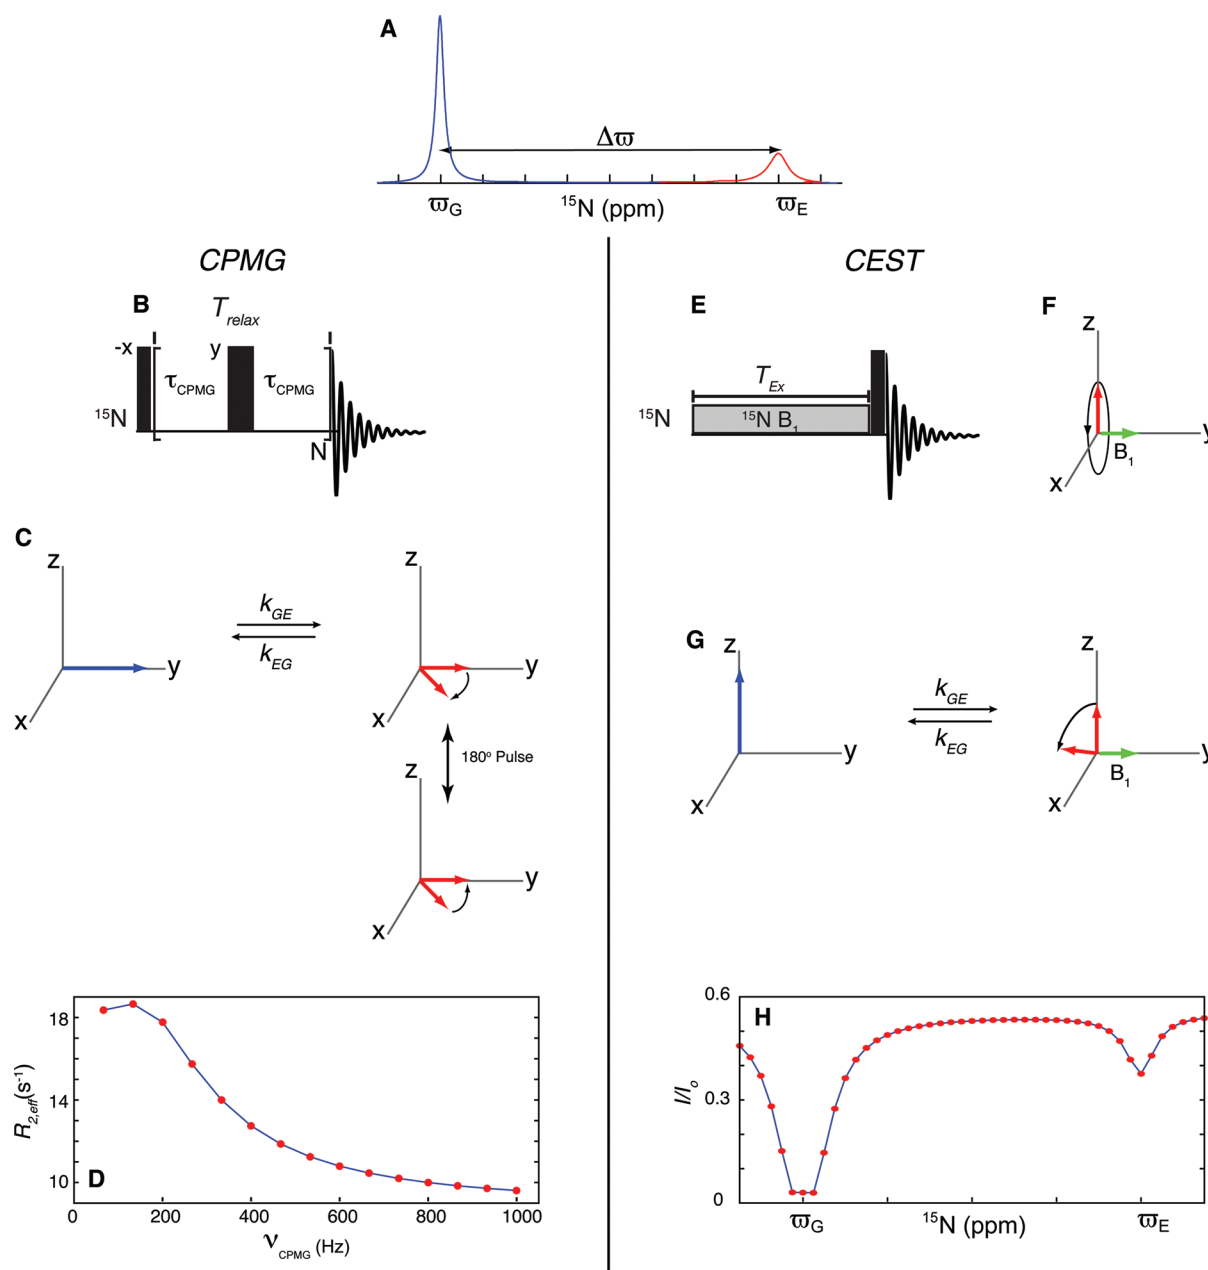 A
Δϖ
ϖG
15N (ppm)
ϖE
CPMG
CEST
B
Trelax
-x
y
τCPMG
τCPMG
15N
N
E
TEx
15N
15N B1
F
z
y
x
B1
C
z
y
x
kGE
kEG
z
y
x
180° Pulse
z
y
x
G
z
y
x
kGE
kEG
z
y
x
B1
D
R2,eff(s-1)
18
14
10
0
200
400
600
800
1000
νCPMG (Hz)
H
I/Io
0.6
0.3
0
ϖG
15N (ppm)
ϖE